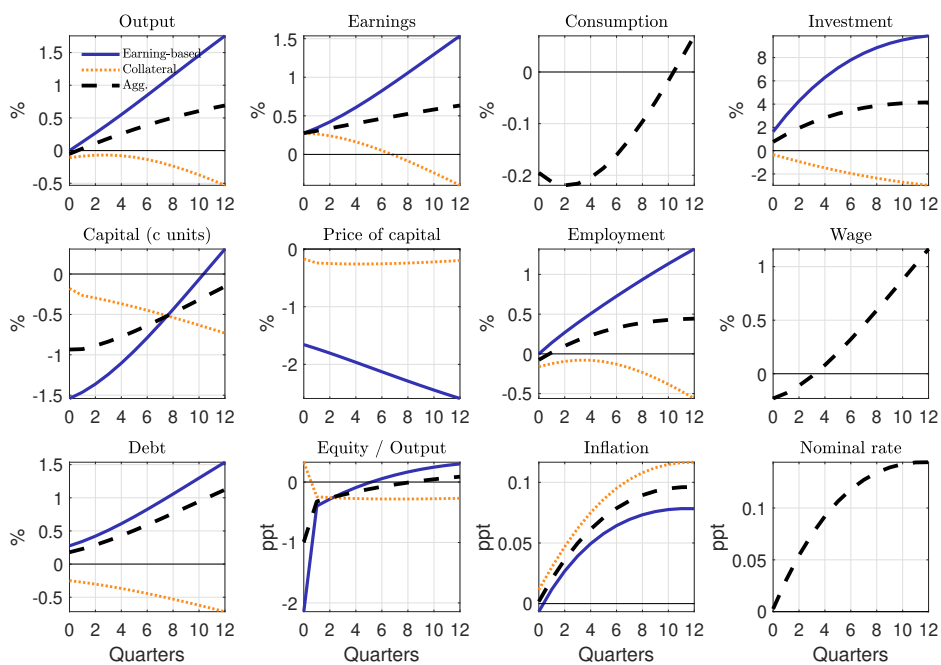 Output Earnings Consumption Investment
Earning-based
Collateral
Agg.
% % % %
1.5 1 0.5 0 -0.5
1.5 1 0.5 0
0 -0.1 -0.2
8 6 4 2 0 -2
0 2 4 6 8 10 12
0 2 4 6 8 10 12
0 2 4 6 8 10 12
0 2 4 6 8 10 12
Capital (c units) Price of capital Employment Wage
% % % %
0 -0.5 -1 -1.5
0 -1 -2
1 0.5 0 -0.5
1 0
0 2 4 6 8 10 12
0 2 4 6 8 10 12
0 2 4 6 8 10 12
0 2 4 6 8 10 12
Debt Equity / Output Inflation Nominal rate
% ppt ppt ppt
1.5 1 0.5 0 -0.5
0 -1 -2
0.1 0.05 0
0.1 0.05 0
0 2 4 6 8 10 12
0 2 4 6 8 10 12
0 2 4 6 8 10 12
0 2 4 6 8 10 12
Quarters Quarters Quarters Quarters